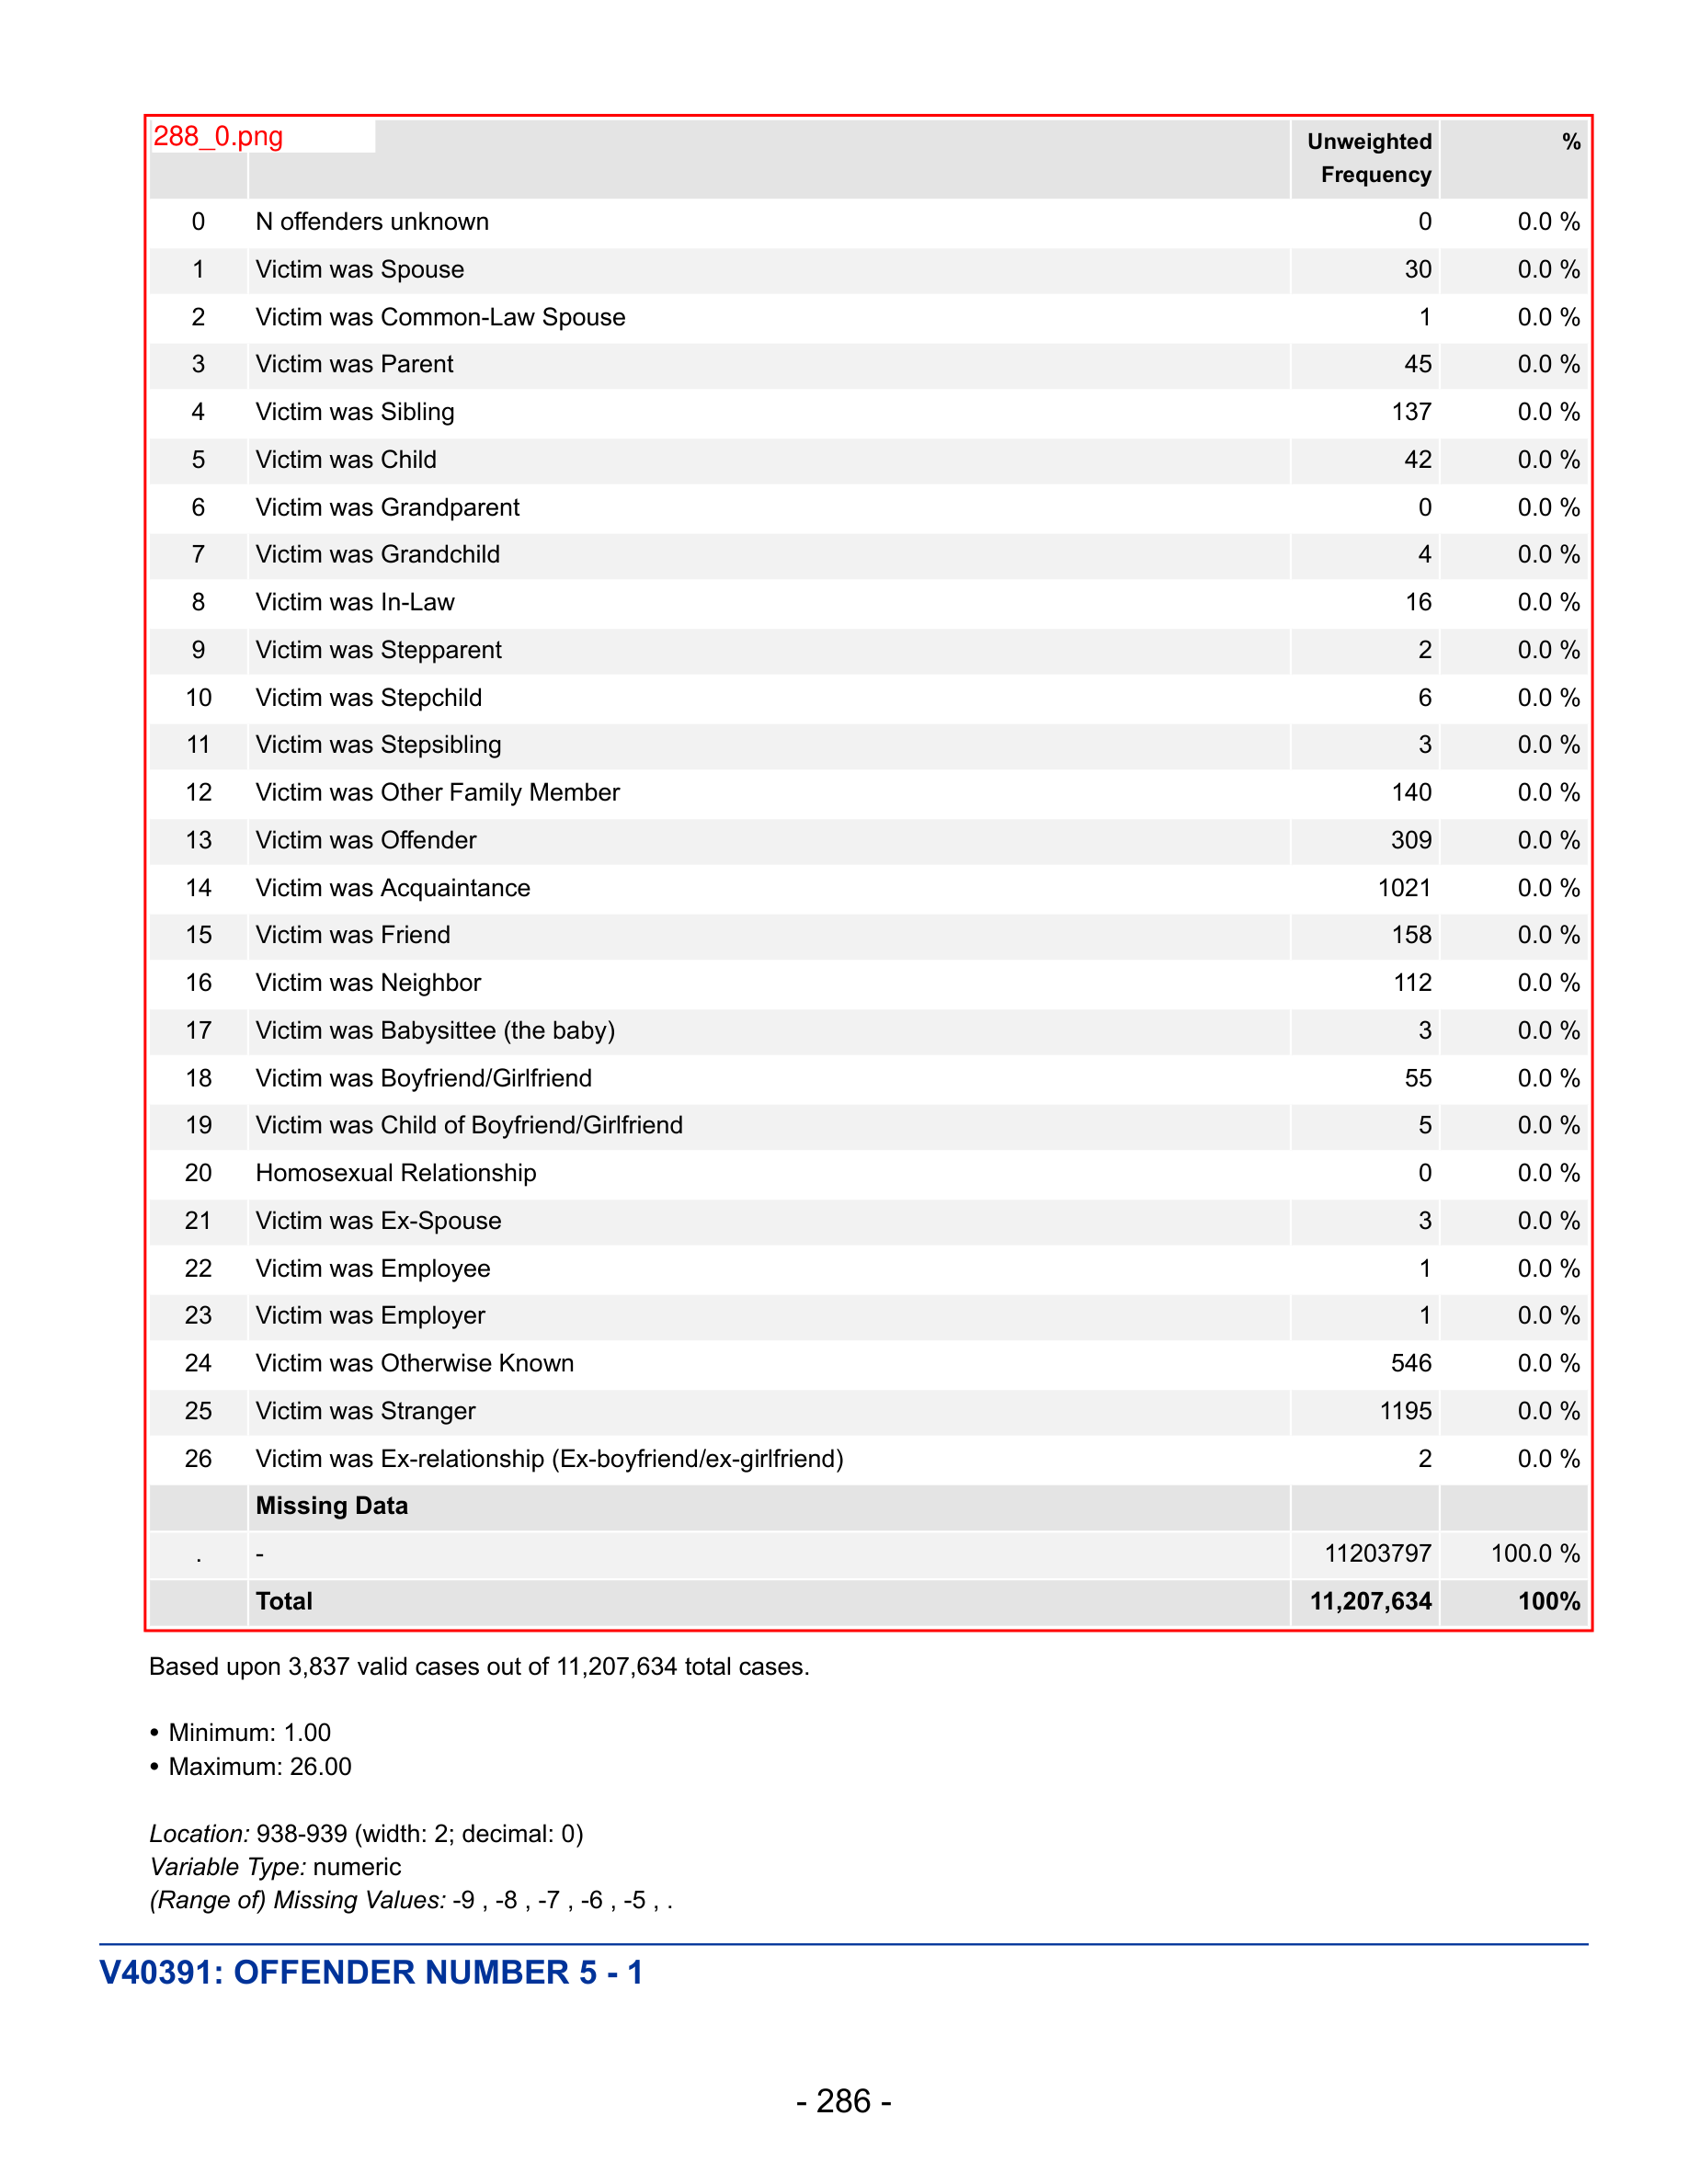 288_0.png
Unweighted Frequency %
0 N offenders unknown 0 0.0 %
1 Victim was Spouse 30 0.0 %
2 Victim was Common-Law Spouse 1 0.0 %
3 Victim was Parent 45 0.0 %
4 Victim was Sibling 137 0.0 %
5 Victim was Child 42 0.0 %
6 Victim was Grandparent 0 0.0 %
7 Victim was Grandchild 4 0.0 %
8 Victim was In-Law 16 0.0 %
9 Victim was Stepparent 2 0.0 %
10 Victim was Stepchild 6 0.0 %
11 Victim was Stepsibling 3 0.0 %
12 Victim was Other Family Member 140 0.0 %
13 Victim was Offender 309 0.0 %
14 Victim was Acquaintance 1021 0.0 %
15 Victim was Friend 158 0.0 %
16 Victim was Neighbor 112 0.0 %
17 Victim was Babysittee (the baby) 3 0.0 %
18 Victim was Boyfriend/Girlfriend 55 0.0 %
19 Victim was Child of Boyfriend/Girlfriend 5 0.0 %
20 Homosexual Relationship 0 0.0 %
21 Victim was Ex-Spouse 3 0.0 %
22 Victim was Employee 1 0.0 %
23 Victim was Employer 1 0.0 %
24 Victim was Otherwise Known 546 0.0 %
25 Victim was Stranger 1195 0.0 %
26 Victim was Ex-relationship (Ex-boyfriend/ex-girlfriend) 2 0.0 %
Missing Data
. - 11203797 100.0 %
Total 11,207,634 100%
Based upon 3,837 valid cases out of 11,207,634 total cases.
• Minimum: 1.00
• Maximum: 26.00
Location: 938-939 (width: 2; decimal: 0)
Variable Type: numeric
(Range of) Missing Values: -9 , -8 , -7 , -6 , -5 , .
V40391: OFFENDER NUMBER 5 - 1
- 286 -